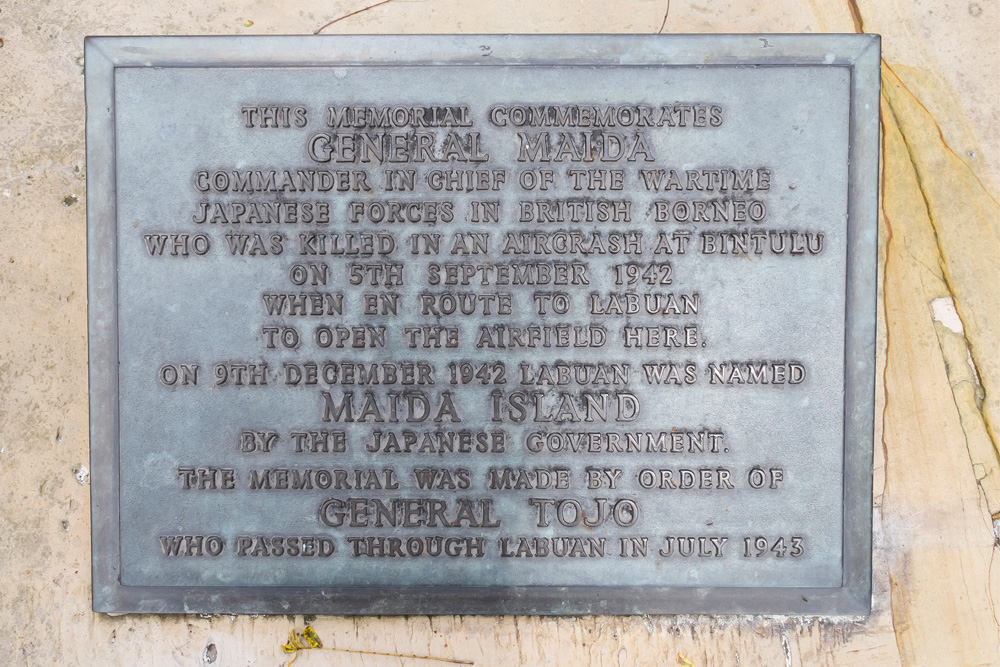 THIS MEMORIAL COMMEMORATES
GENERAL MAIDA
COMMANDER IN CHIEF OF THE WARTIME
JAPANESE FORCES IN BRITISH BORNEO
WHO WAS KILLED IN AN AIRCRASH AT BINTULU
ON 5TH SEPTEMBER 1942
WHEN EN ROUTE TO LABUAN
TO OPEN THE AIRFIELD HERE.
ON 9TH DECEMBER 1942 LABUAN WAS NAMED
MAIDA ISLAND
BY THE JAPANESE GOVERNMENT.
THE MEMORIAL WAS MADE BY ORDER OF
GENERAL TOJO
WHO PASSED THROUGH LABUAN IN JULY 1943